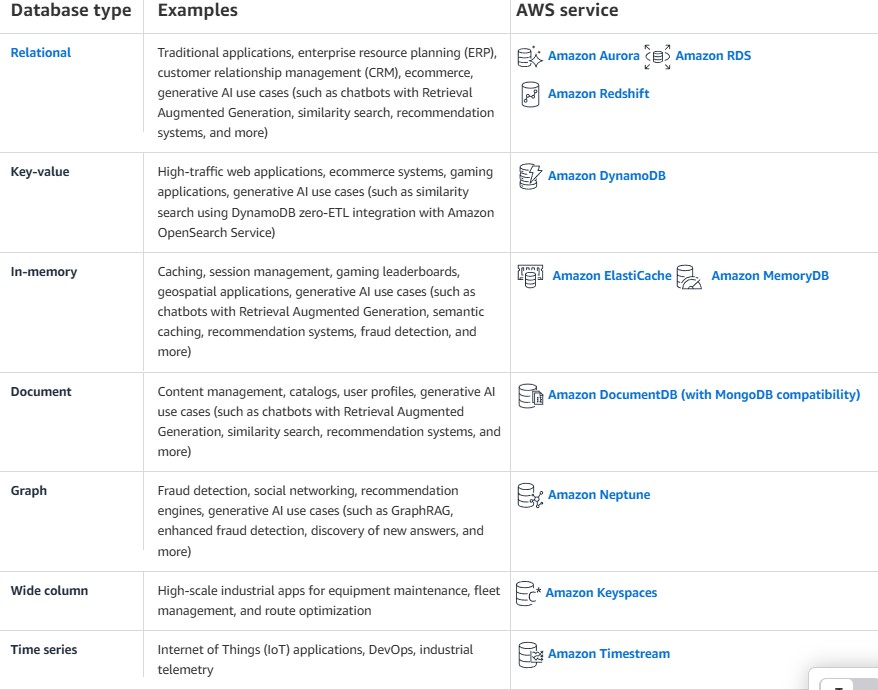 Database type
Examples
AWS service
Relational
Traditional applications, enterprise resource planning (ERP),
customer relationship management (CRM), ecommerce,
generative AI use cases (such as chatbots with Retrieval
Augmented Generation, similarity search, recommendation
systems, and more)
Amazon Aurora
Amazon RDS
Amazon Redshift
Key-value
High-traffic web applications, ecommerce systems, gaming
applications, generative AI use cases (such as similarity
search using DynamoDB zero-ETL integration with Amazon
OpenSearch Service)
Amazon DynamoDB
In-memory
Caching, session management, gaming leaderboards,
geospatial applications, generative AI use cases (such as
chatbots with Retrieval Augmented Generation, semantic
caching, recommendation systems, fraud detection, and
more)
Amazon ElastiCache
Amazon MemoryDB
Document
Content management, catalogs, user profiles, generative AI
use cases (such as chatbots with Retrieval Augmented
Generation, similarity search, recommendation systems, and
more)
Amazon DocumentDB (with MongoDB compatibility)
Graph
Fraud detection, social networking, recommendation
engines, generative AI use cases (such as GraphRAG,
enhanced fraud detection, discovery of new answers, and
more)
Amazon Neptune
Wide column
High-scale industrial apps for equipment maintenance, fleet
management, and route optimization
Amazon Keyspaces
Time series
Internet of Things (IoT) applications, DevOps, industrial
telemetry
Amazon Timestream